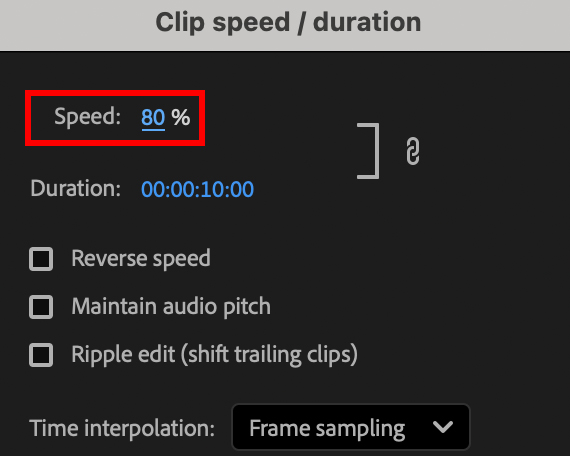 Clip speed / duration
Speed: 80 %
Duration: 00:00:10:00
Reverse speed
Maintain audio pitch
Ripple edit (shift trailing clips)
Time interpolation: Frame sampling